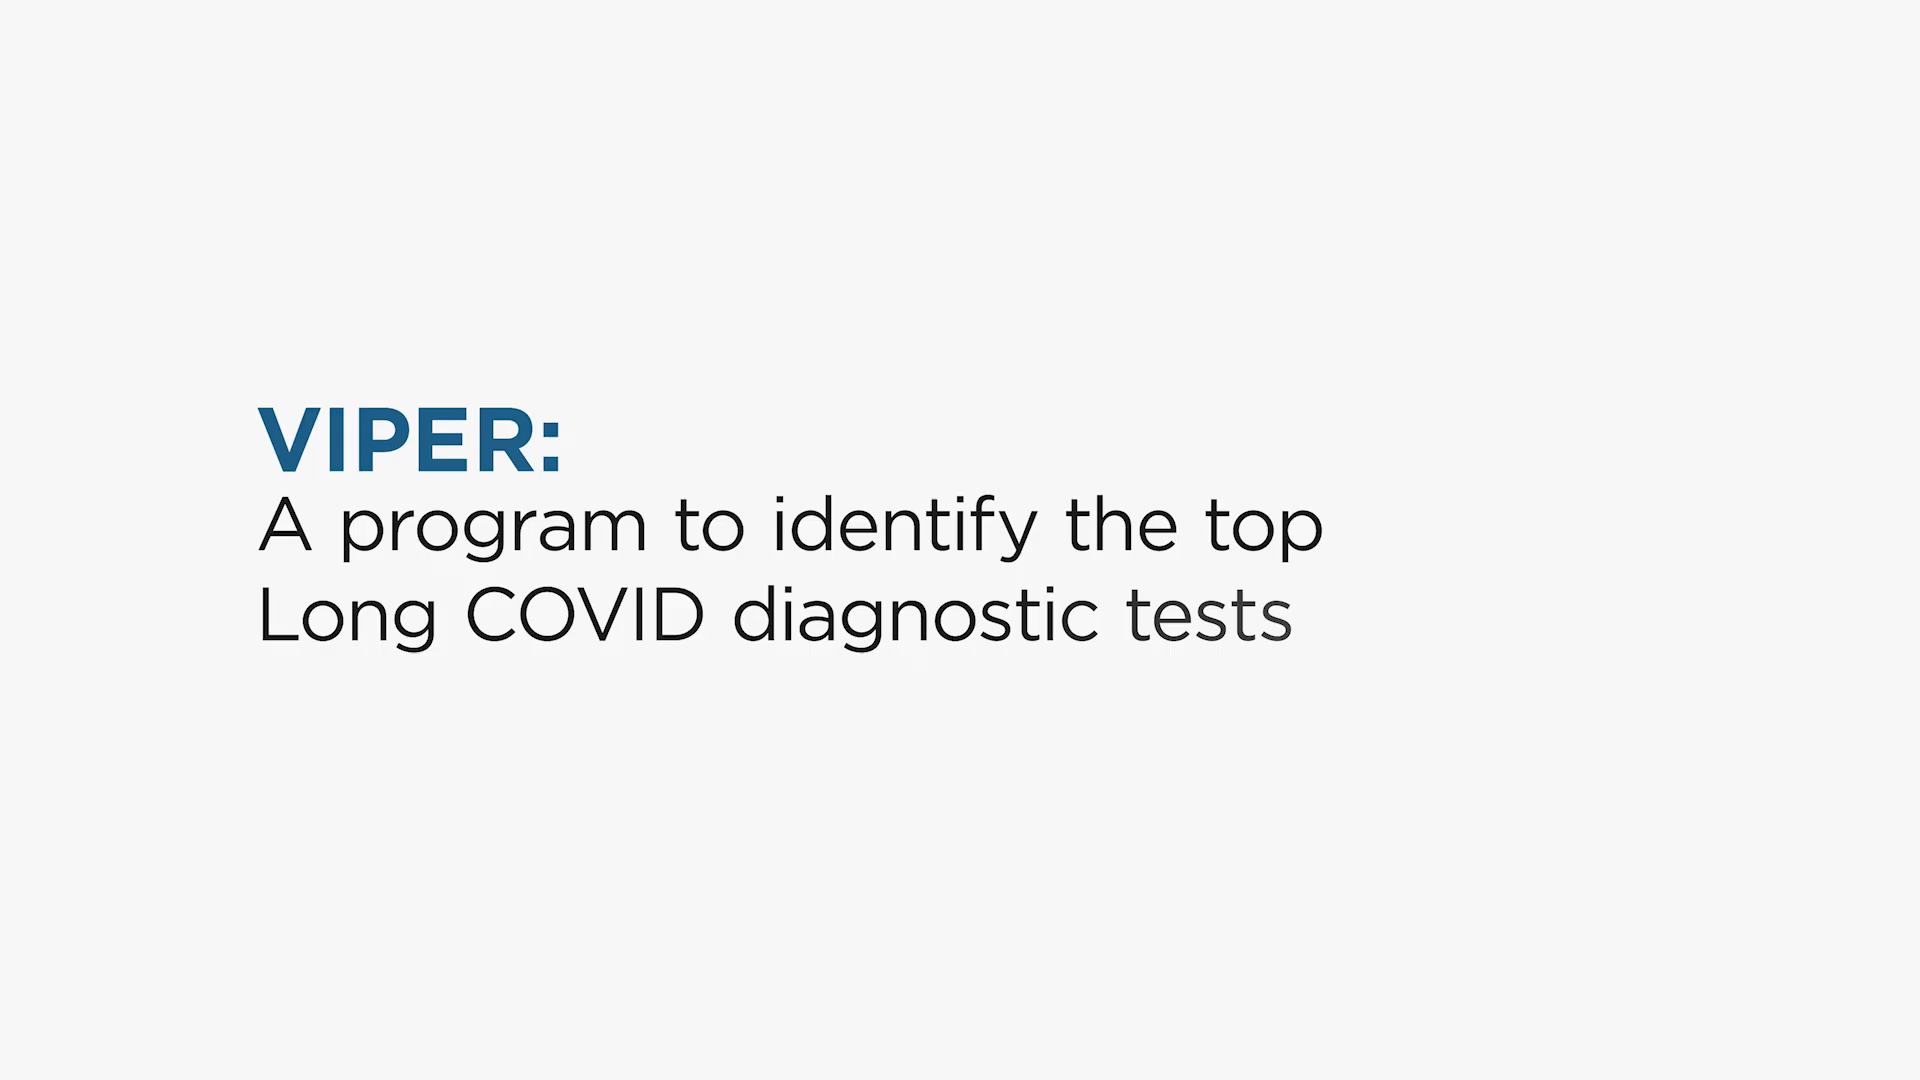 VIPER:
A program to identify the top
Long COVID diagnostic tests